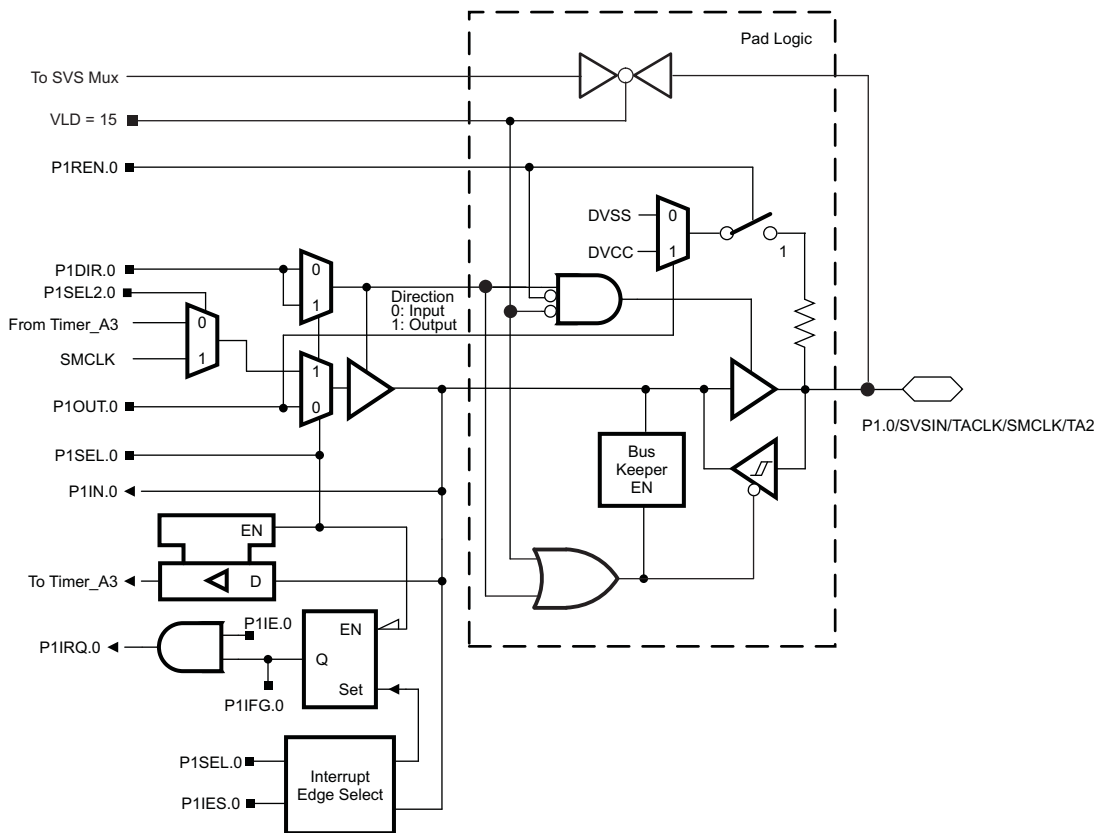 Pad Logic
To SVS Mux
VLD = 15
P1REN.0
DVSS
0
DVCC
1
1
P1DIR.0
0
P1SEL2.0
1
Direction
0: Input
1: Output
From Timer_A3
0
SMCLK
1
1
P1OUT.0
0
P1.0/SVSIN/TACLK/SMCLK/TA2
P1SEL.0
Bus
Keeper
EN
P1IN.0
EN
To Timer_A3
D
P1IE.0
EN
P1IRQ.0
Q
Set
P1IFG.0
P1SEL.0
Interrupt
Edge Select
P1IES.0